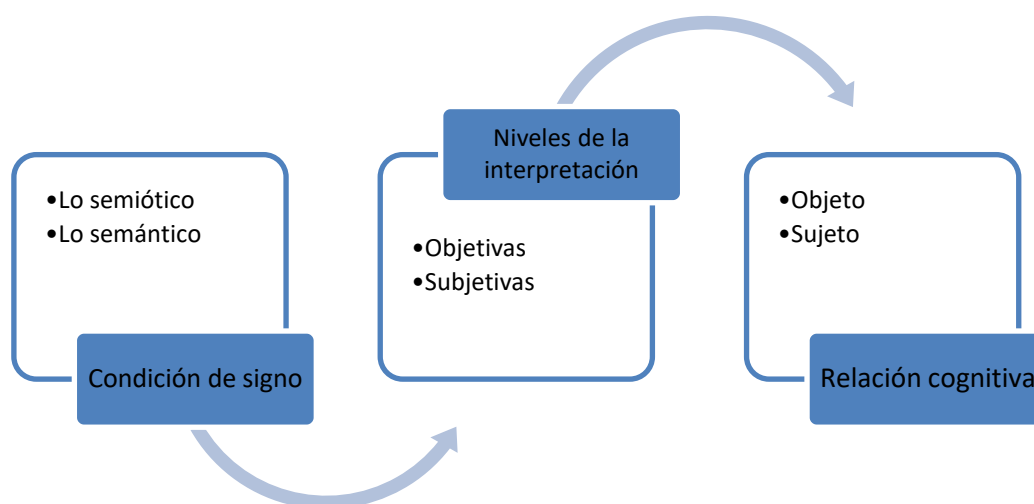 •Lo semiótico
•Lo semántico
Condición de signo
Niveles de la
interpretación
•Objetivas
•Subjetivas
•Objeto
•Sujeto
Relación cognitiva